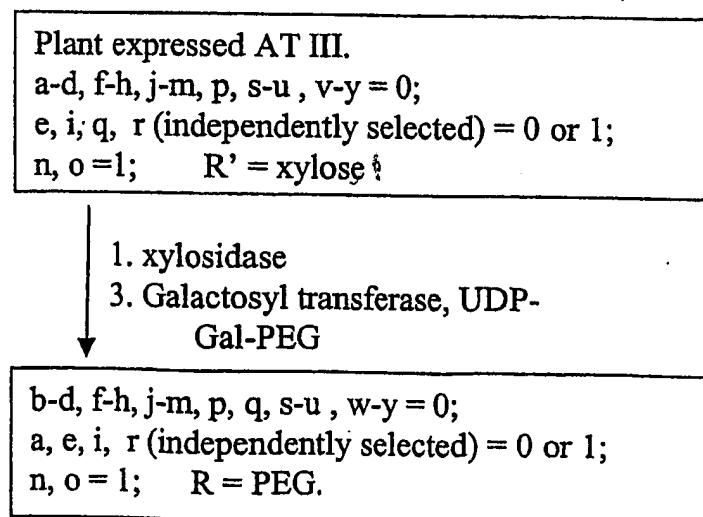 Plant expressed AT III.
a-d, f-h, j-m, p, s-u , v-y = 0;
e, i, q, r (independently selected) = 0 or 1;
n, o =1; R’ = xylose
1. xylosidase
3. Galactosyl transferase, UDP-
Gal-PEG
b-d, f-h, j-m, p, q, s-u , w-y = 0;
a, e, i, r (independently selected) = 0 or 1;
n, o = 1; R = PEG.